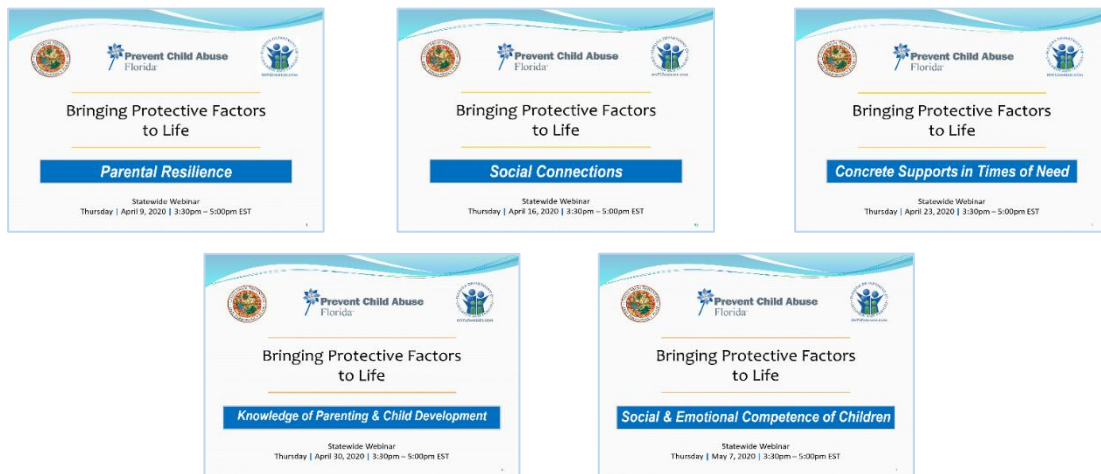 Prevent Child Abuse
Florida
Bringing Protective Factors
to Life
Parental Resilience
Statewide Webinar
Thursday | April 9, 2020 | 3:30pm – 5:00pm EST
Prevent Child Abuse
Florida
Bringing Protective Factors
to Life
Social Connections
Statewide Webinar
Thursday | April 16, 2020 | 3:30pm – 5:00pm EST
Prevent Child Abuse
Florida
Bringing Protective Factors
to Life
Concrete Supports in Times of Need
Statewide Webinar
Thursday | April 23, 2020 | 3:30pm – 5:00pm EST
Prevent Child Abuse
Florida
Bringing Protective Factors
to Life
Knowledge of Parenting & Child Development
Statewide Webinar
Thursday | April 30, 2020 | 3:30pm – 5:00pm EST
Prevent Child Abuse
Florida
Bringing Protective Factors
to Life
Social & Emotional Competence of Children
Statewide Webinar
Thursday | May 7, 2020 | 3:30pm – 5:00pm EST